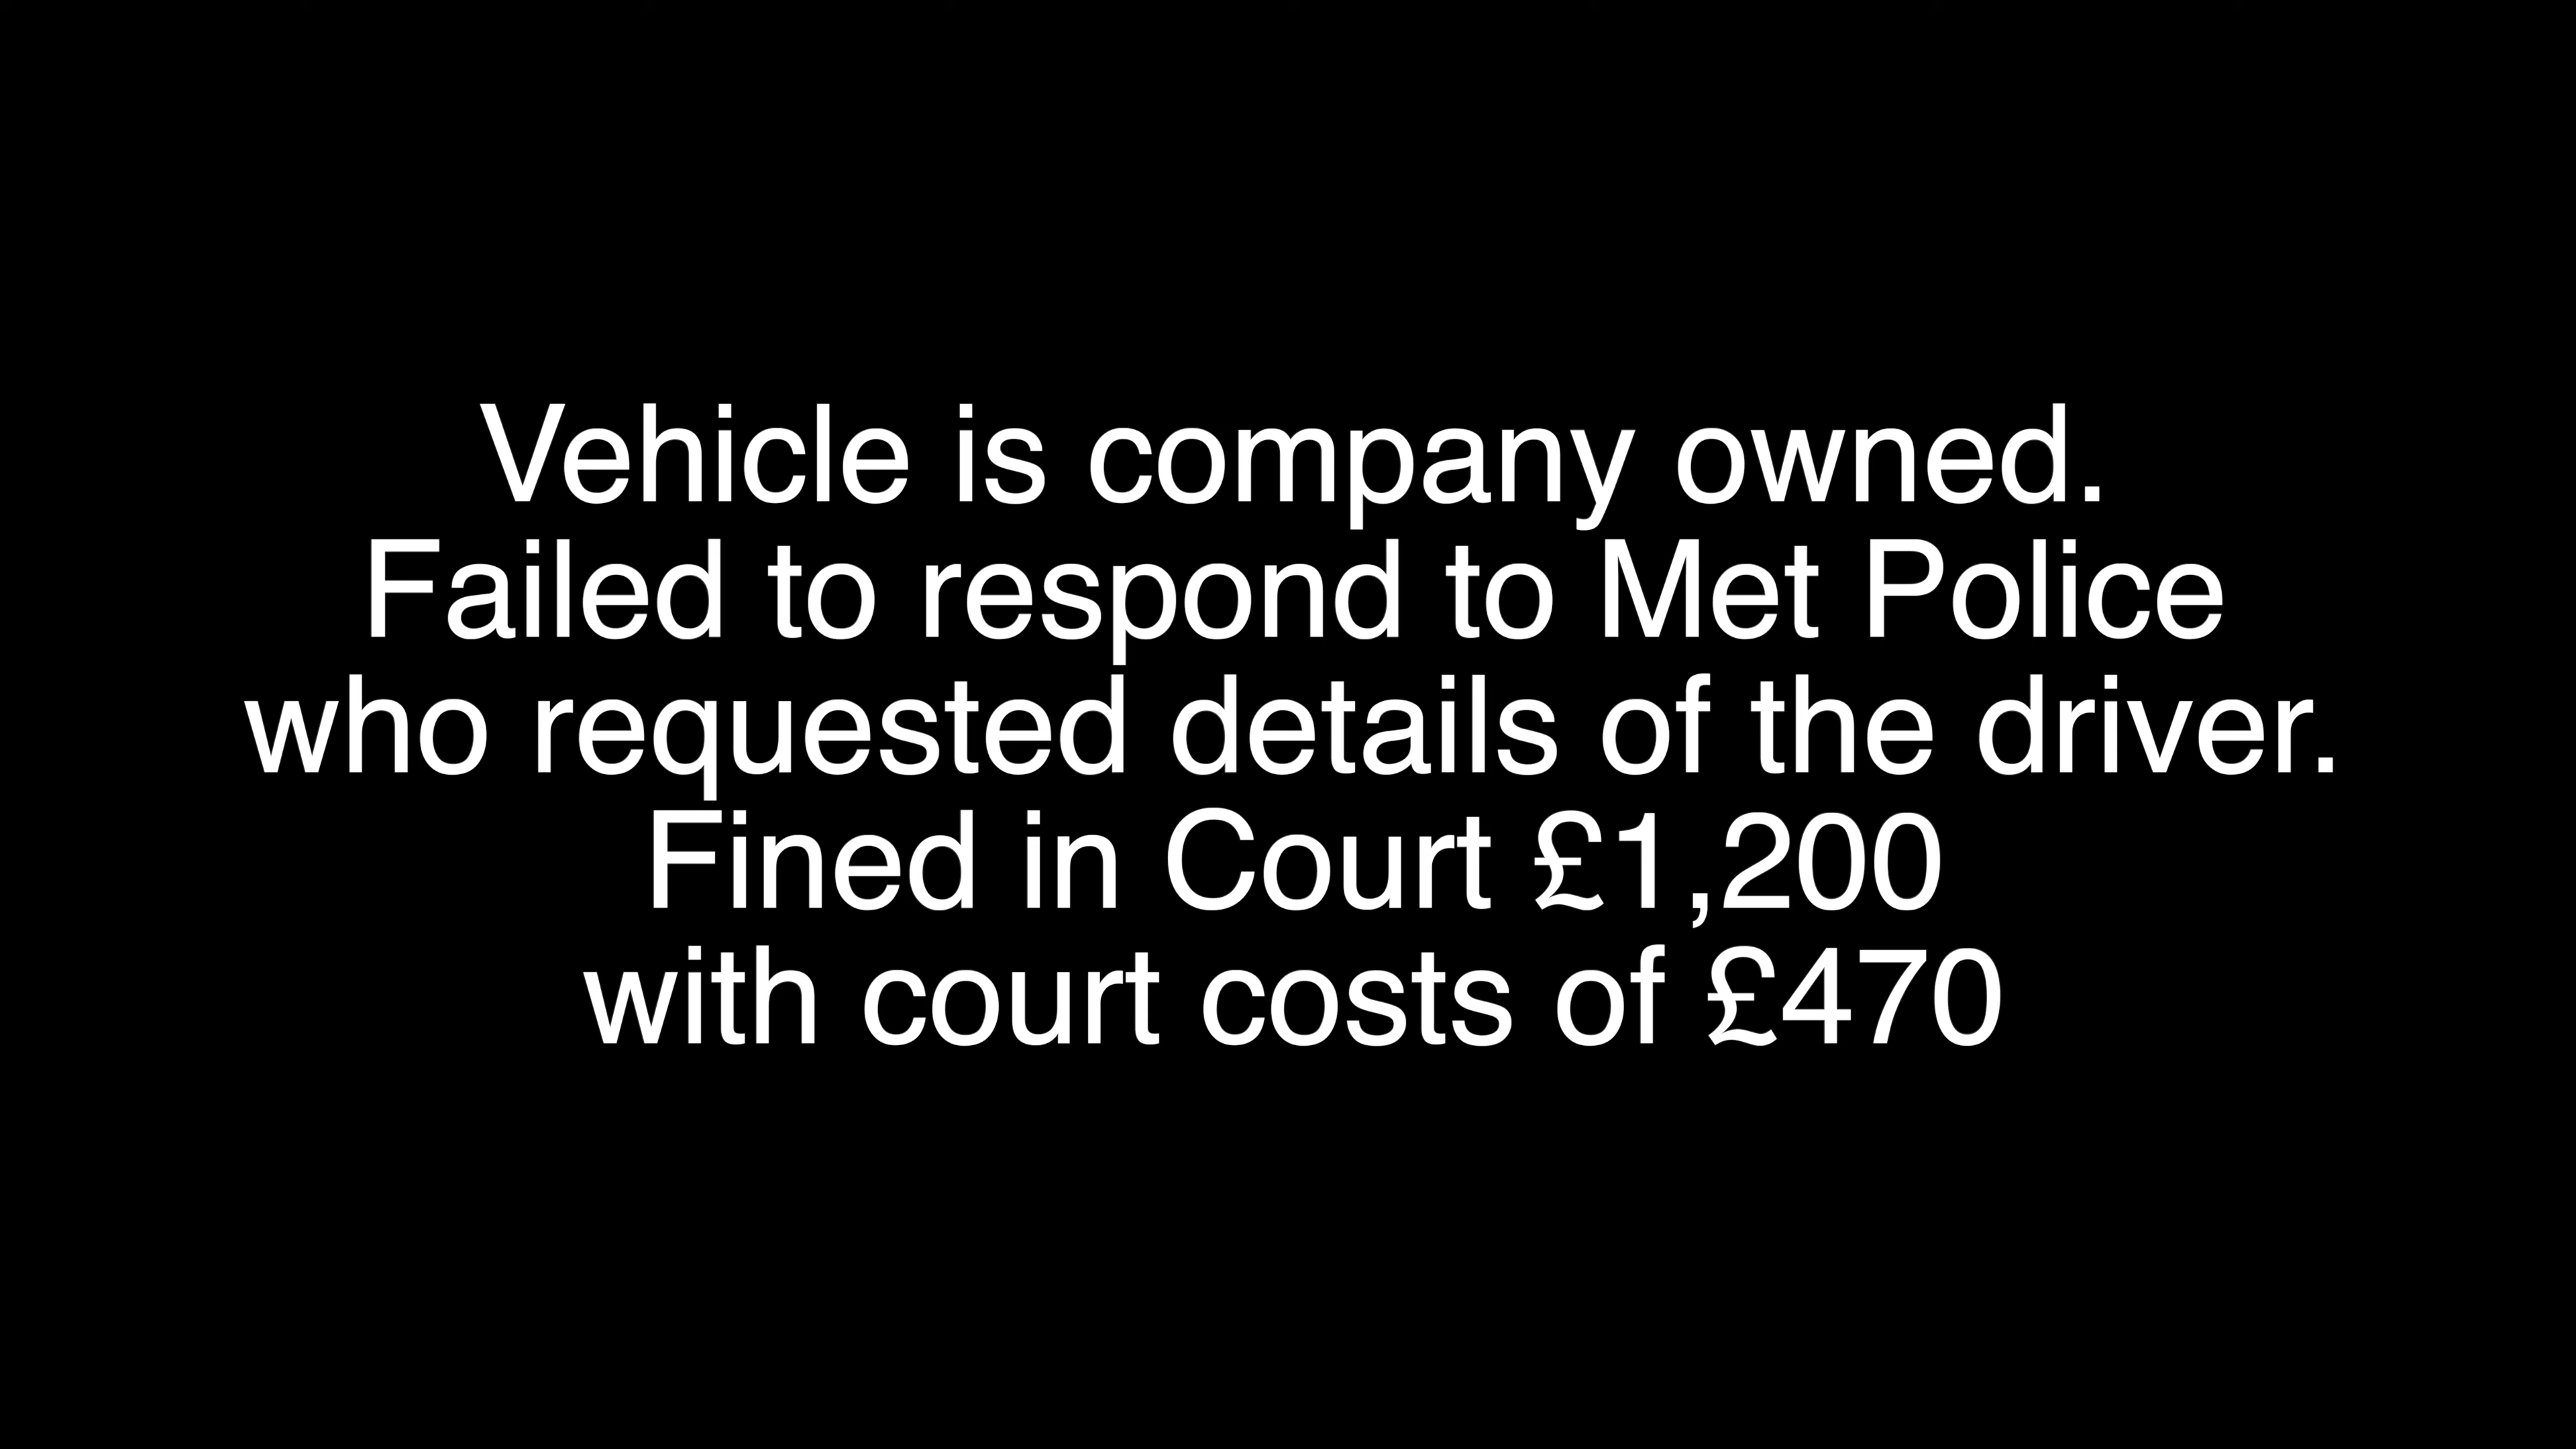 Vehicle is company owned.
Failed to respond to Met Police
who requested details of the driver.
Fined in Court £1,200
with court costs of £470